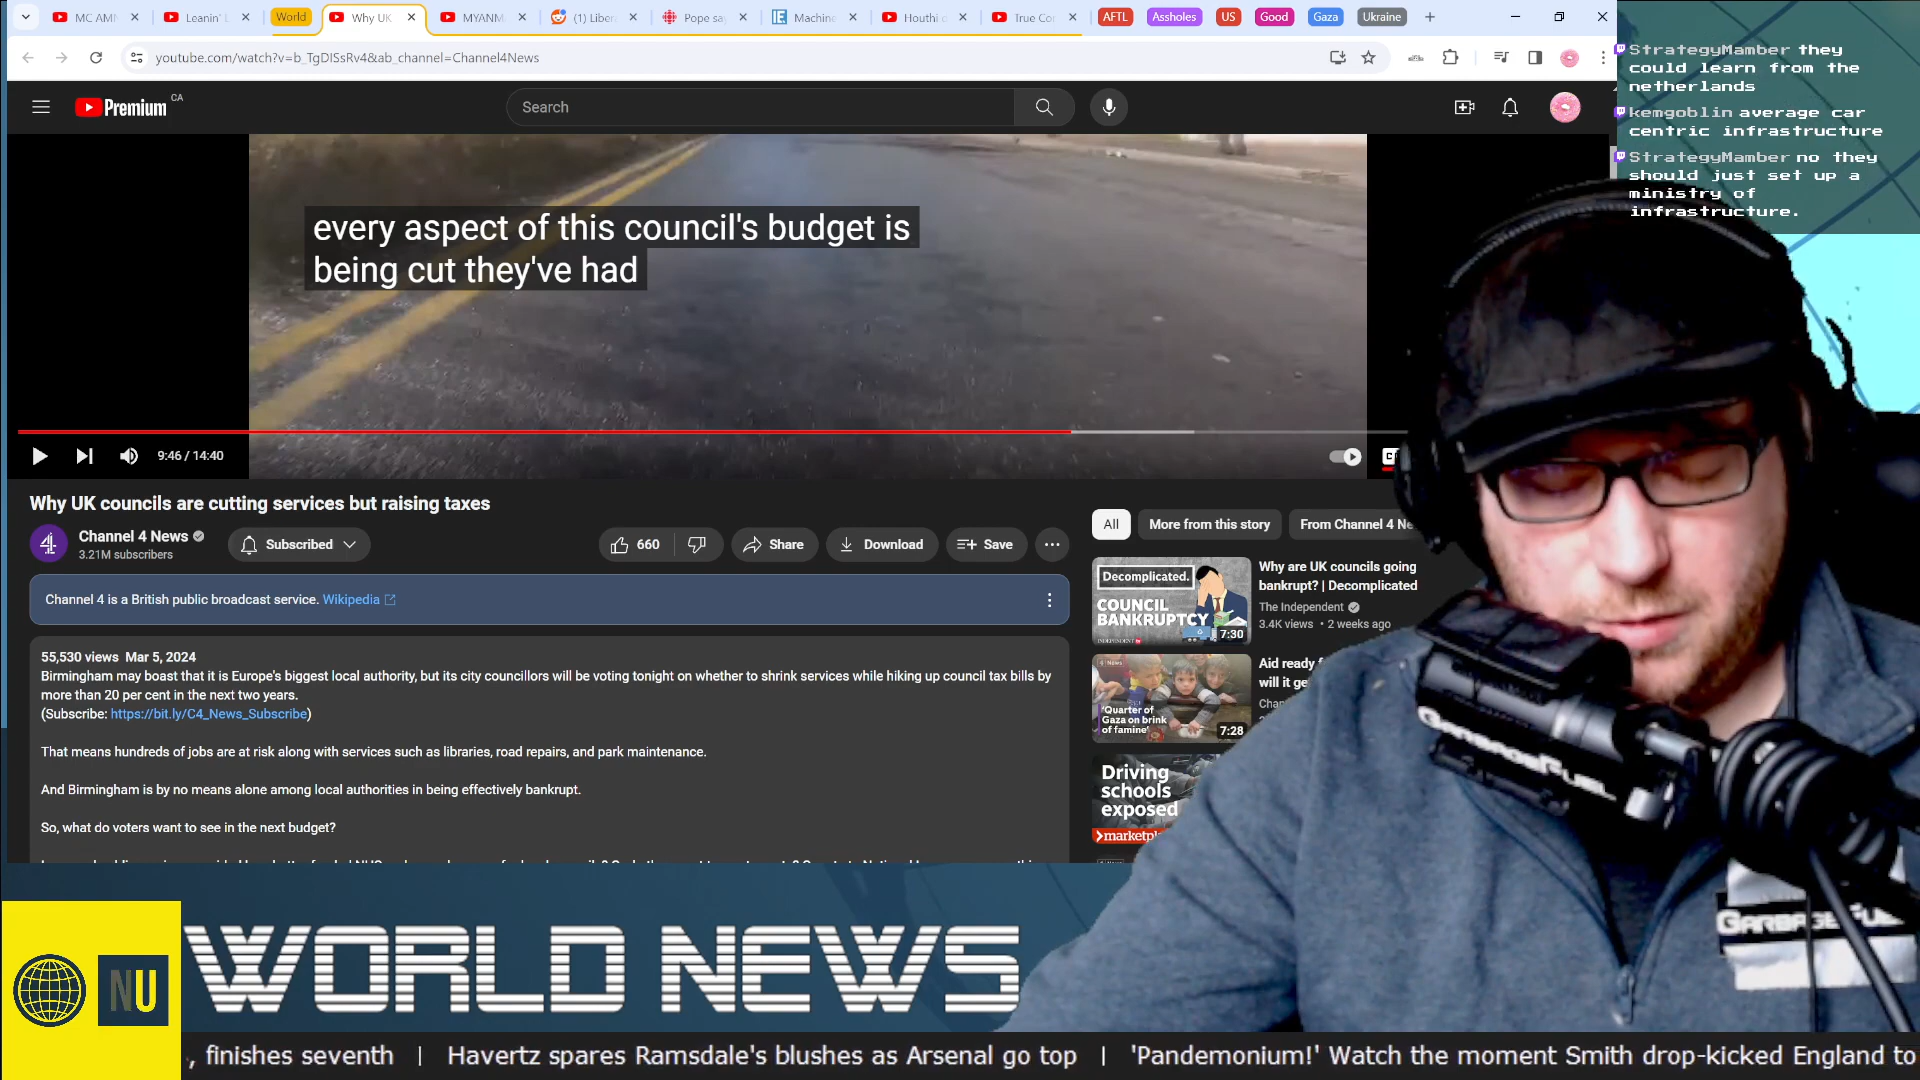 MC AMI
Leanin' L
World
Why UK
MYANM
(1) Liber
Pope say
Machin
Houthi
True Co
AFTL
Assholes
US
Good
Gaza
Ukraine
youtube.com/watch?v=b_TgDISsRv4&ab_channel=Channel4News
Premium CA
Search
StrategyMamber they
could learn from the
netherlands
kemgoblin average car
centric infrastructure
StrategyMamber no they
should just set up a
ministry of
infrastructure.
every aspect of this council's budget is
being cut they've had
9:46 / 14:40
Why UK councils are cutting services but raising taxes
Channel 4 News
3.21M subscribers
Subscribed
660
Share
Download
Save
Channel 4 is a British public broadcast service. Wikipedia
55,530 views Mar 5, 2024
Birmingham may boast that it is Europe's biggest local authority, but its city councillors will be voting tonight on whether to shrink services while hiking up council tax bills by
more than 20 per cent in the next two years.
(Subscribe: https://bit.ly/C4_News_Subscribe)
That means hundreds of jobs are at risk along with services such as libraries, road repairs, and park maintenance.
And Birmingham is by no means alone among local authorities in being effectively bankrupt.
So, what do voters want to see in the next budget?
All
More from this story
From Channel 4 Ne
Decomplicated.
COUNCIL
BANKRUPTCY
INDEPENDENT
7:30
Why are UK councils going
bankrupt? | Decomplicated
The Independent
3.4K views • 2 weeks ago
'Quarter of
Gaza on brink
of famine'
7:28
Aid ready
will it ge
Chan
Driving
schools
exposed
marketpl
GARBAGEFUEL
GARBAGEFUEL
NU
WORLD NEWS
, finishes seventh | Havertz spares Ramsdale's blushes as Arsenal go top | 'Pandemonium!' Watch the moment Smith drop-kicked England to